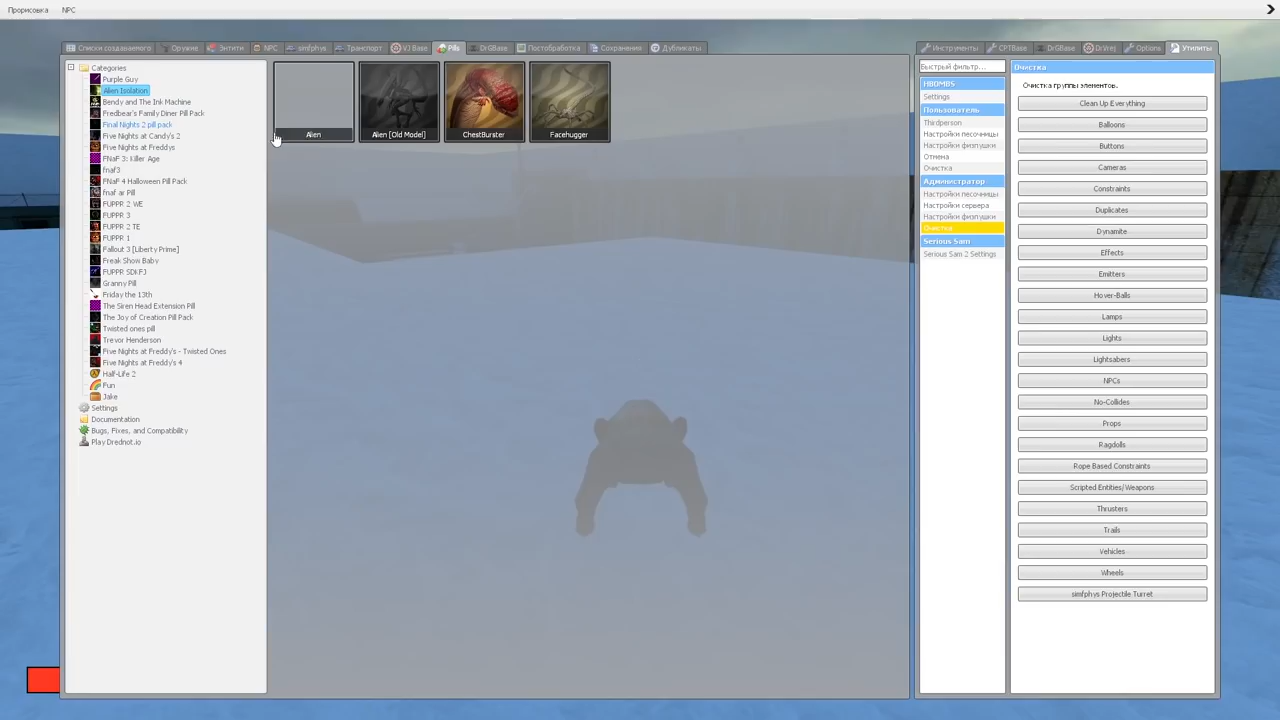 Прорисовка NPC
Списки создаваемого Оружие Энтити NPC simfphys Транспорт VJ Base Pills DrGBase Постобработка Сохранения Дубликаты
Инструменты CPTBase DrGBase DrVrej Options Утилиты
Categories
Purple Guy
Alien Isolation
Bendy and The Ink Machine
Fredbear's Family Diner Pill Pack
Final Nights 2 pill pack
Five Nights at Candy's 2
Five Nights at Freddys
FNaF 3: Killer Age
fnaf3
FNaF 4 Halloween Pill Pack
fnaf ar Pill
FUPPR 2 WE
FUPPR 3
FUPPR 2 TE
FUPPR 1
Fallout 3 [Liberty Prime]
Freak Show Baby
FUPPR SDLFJ
Granny Pill
Friday the 13th
The Siren Head Extension Pill
The Joy of Creation Pill Pack
Twisted ones pill
Trevor Henderson
Five Nights at Freddy's - Twisted Ones
Five Nights at Freddy's 4
Half-Life 2
Fun
Jake
Settings
Documentation
Bugs, Fixes, and Compatibility
Play Drednot.io
Alien
Alien [Old Model]
ChestBurster
Facehugger
Быстрый фильтр...
HBOMBS
Settings
Пользователь
Thirdperson
Настройки песочницы
Настройки физпушки
Отмена
Очистка
Администратор
Настройки песочницы
Настройки сервера
Настройки физпушки
Очистка
Serious Sam
Serious Sam 2 Settings
Очистка
Очистка группы элементов.
Clean Up Everything
Balloons
Buttons
Cameras
Constraints
Duplicates
Dynamite
Effects
Emitters
Hover-Balls
Lamps
Lights
Lightsabers
NPCs
No-Collides
Props
Ragdolls
Rope Based Constraints
Scripted Entities/Weapons
Thrusters
Trails
Vehicles
Wheels
simfphys Projectile Turret